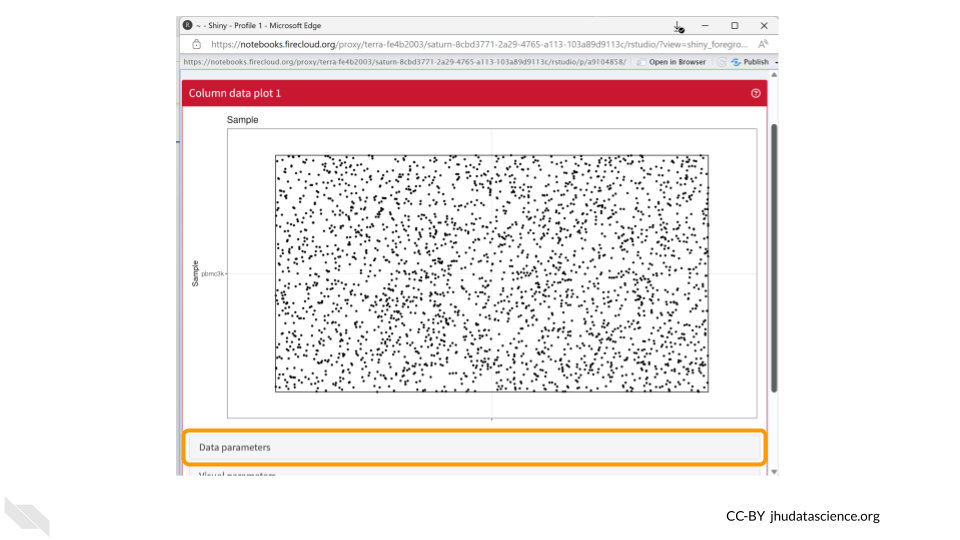 ~ - Shiny - Profile 1 - Microsoft Edge
https://notebooks.firecloud.org/proxy/terra-fe4b2003/saturn-8cbd3771-2a29-4765-a113-103a89d9113c/rstudio/?view=shiny_foregro...
https://notebooks.firecloud.org/proxy/terra-fe4b2003/saturn-8cbd3771-2a29-4765-a113-103a89d9113c/rstudio/p/a9104858/ Open in Browser Publish
Column data plot 1
Sample
Sample
pbmc3k
Data parameters
Visual parameters
CC-BY jhudatascience.org